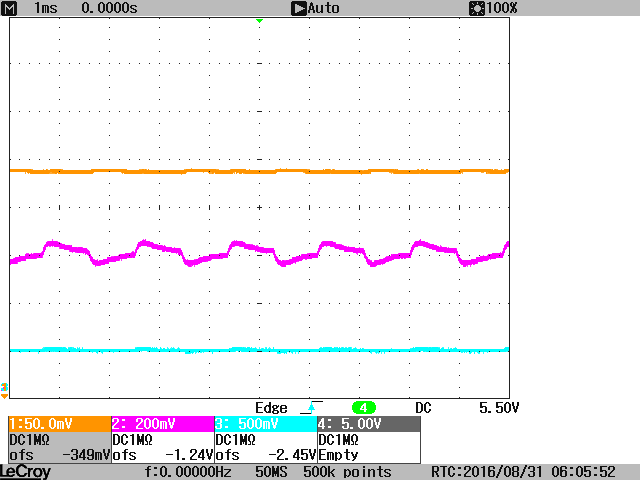 M 1ms 0.0000s Auto 100%
3
Edge 4 DC 5.50V
1:50.0mV 2: 200mV 3: 500mV 4: 5.00V
DC1MΩ DC1MΩ DC1MΩ DC1MΩ
ofs -349mV ofs -1.24V ofs -2.45V Empty
LeCroy f:0.00000Hz 50MS 500k points RTC:2016/08/31 06:05:52